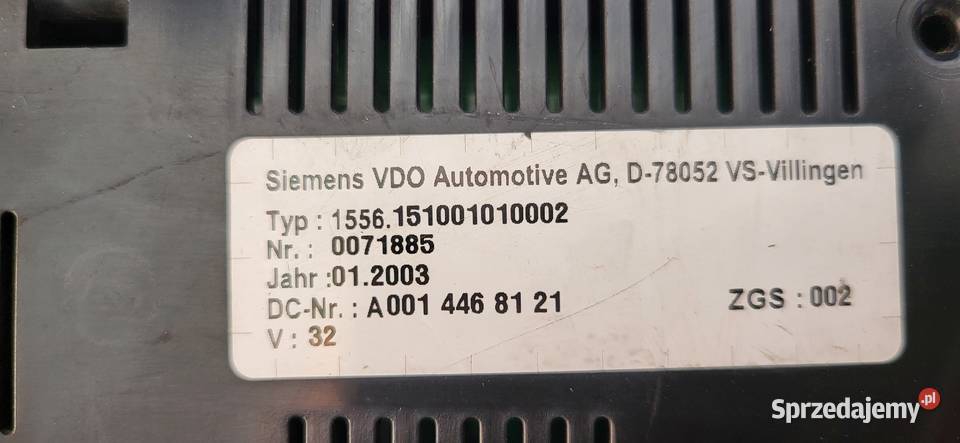 Siemens VDO Automotive AG, D-78052 VS-Villingen
Typ : 1556.151001010002
Nr. : 0071885
Jahr :01.2003
DC-Nr. : A 001 446 81 21 ZGS : 002
V : 32
Sprzedajemy.pl